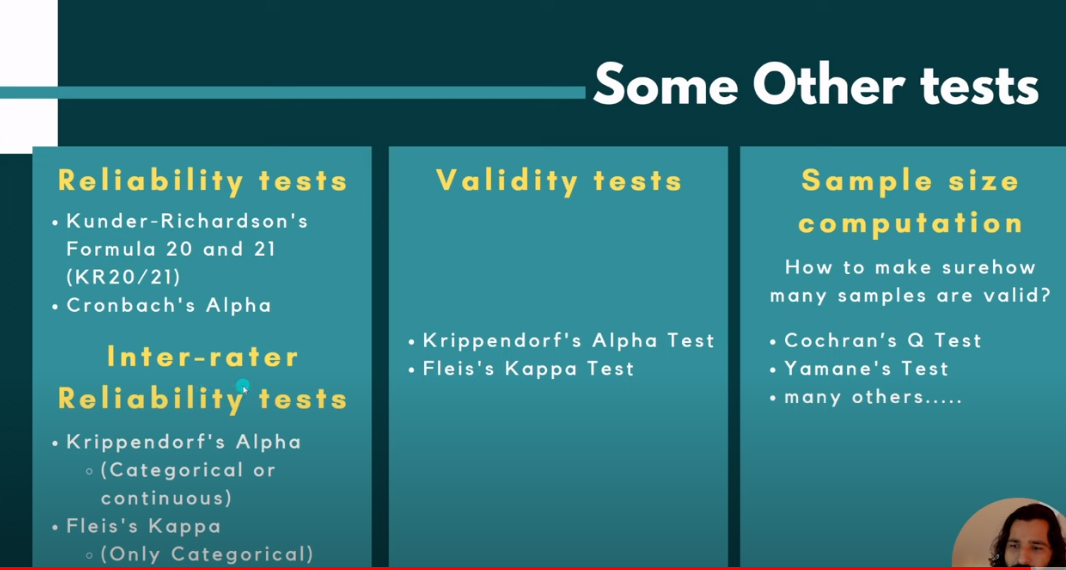 Some Other tests
Reliability tests
• Kunder-Richardson's
Formula 20 and 21
(KR20/21)
• Cronbach's Alpha
Inter-rater
Reliability tests
• Krippendorf's Alpha
◦ (Categorical or
continuous)
• Fleis's Kappa
◦ (Only Categorical)
Validity tests
• Krippendorf's Alpha Test
• Fleis's Kappa Test
Sample size
computation
How to make surehow
many samples are valid?
• Cochran's Q Test
• Yamane's Test
• many others.....